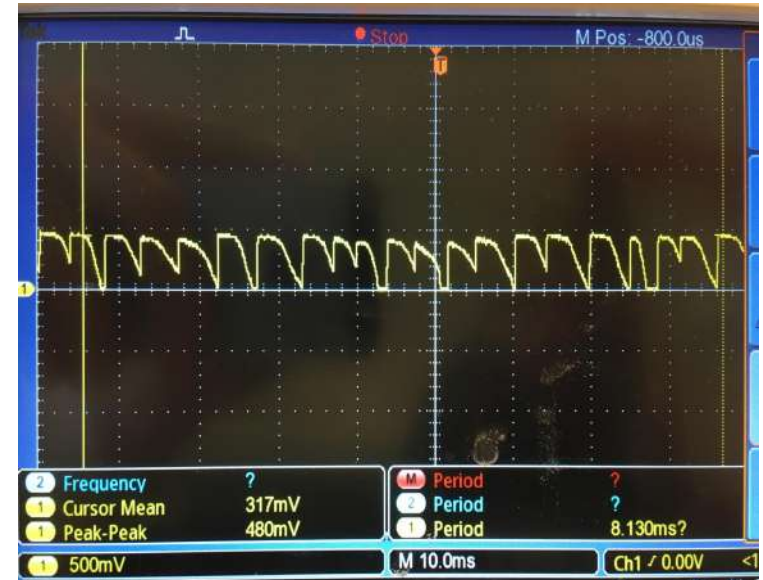 Stop M Pos: -800.0us
T
1
2 Frequency ?
1 Cursor Mean 317mV
1 Peak-Peak 480mV
M Period ?
2 Period ?
1 Period 8.130ms?
1 500mV M 10.0ms Ch1 / 0.00V <1